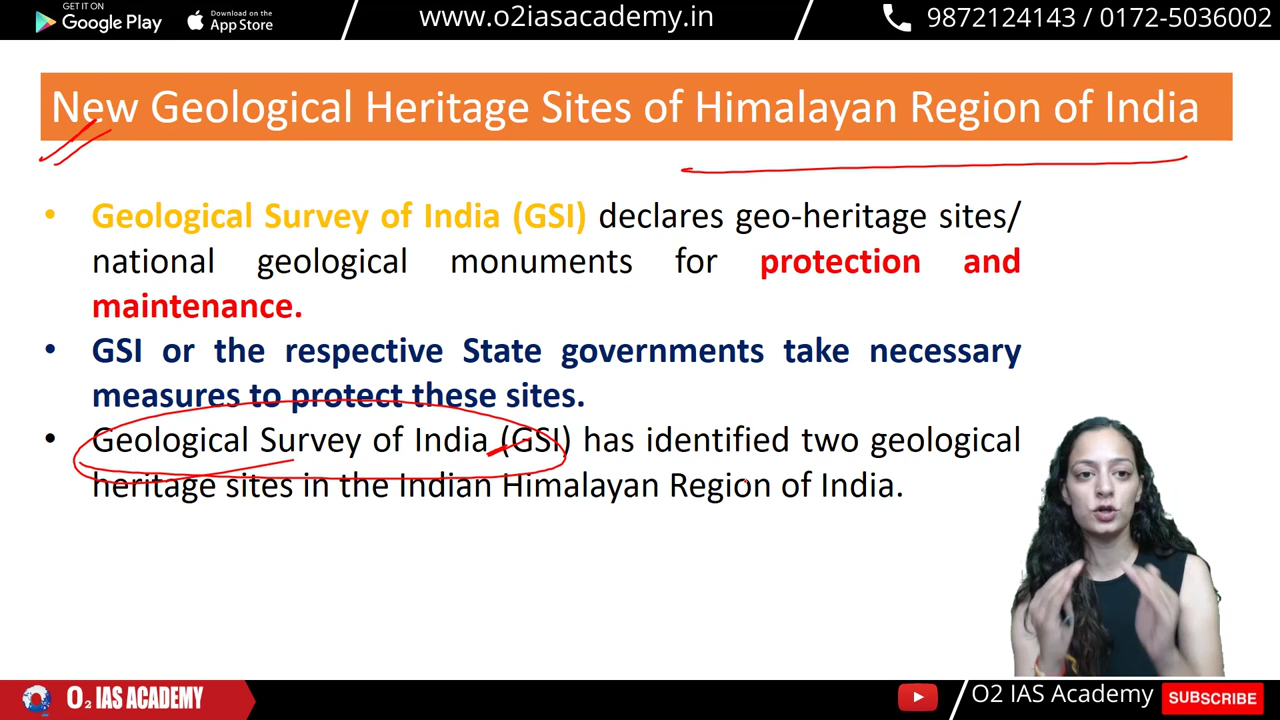 GET IT ON
Google Play
Download on the
App Store
www.o2iasacademy.in
9872124143 / 0172-5036002
New Geological Heritage Sites of Himalayan Region of India
• Geological Survey of India (GSI) declares geo-heritage sites/
national geological monuments for protection and
maintenance.
• GSI or the respective State governments take necessary
measures to protect these sites.
• Geological Survey of India (GSI) has identified two geological
heritage sites in the Indian Himalayan Region of India.
O2 IAS ACADEMY
O2 IAS Academy
SUBSCRIBE